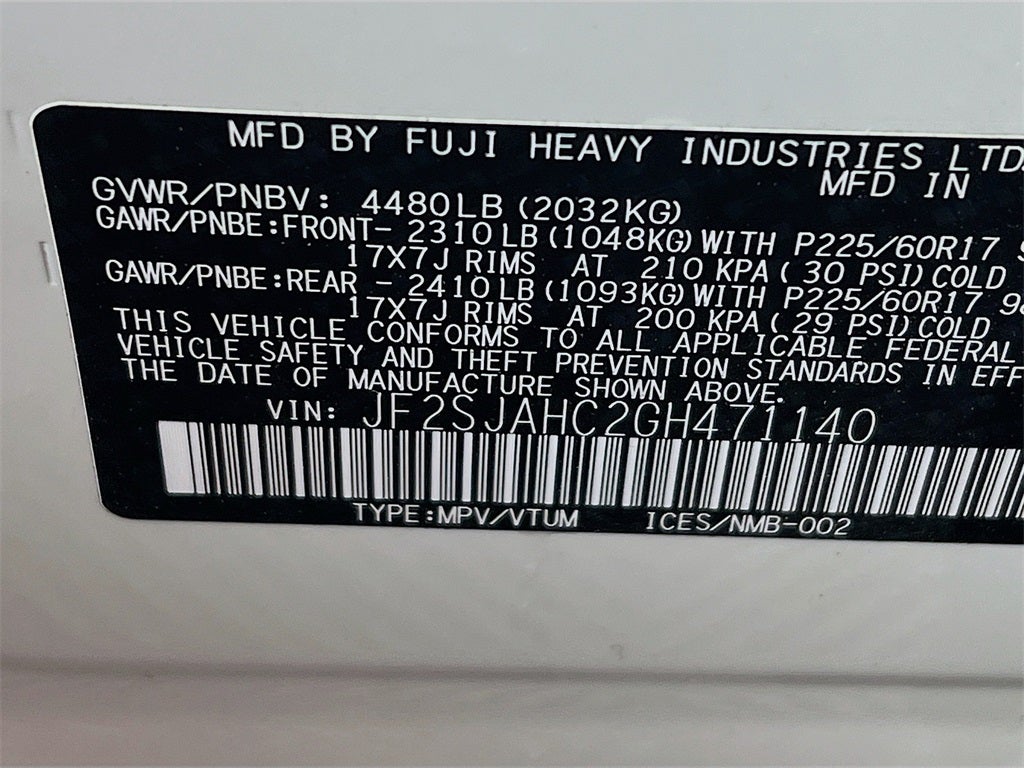 MFD BY FUJI HEAVY INDUSTRIES LTD.
MFD IN
GVWR/PNBV: 4480LB (2032KG)
GAWR/PNBE:FRONT- 2310LB(1048KG)WITH P225/60R17
17X7J RIMS AT 210 KPA( 30 PSI)COLD
GAWR/PNBE:REAR - 2410LB(1093KG)WITH P225/60R17
17X7J RIMS AT 200 KPA( 29 PSI)COLD
THIS VEHICLE CONFORMS TO ALL APPLICABLE FEDERAL
VEHICLE SAFETY AND THEFT PREVENTION STANDARDS IN EFF
THE DATE OF MANUFACTURE SHOWN ABOVE.
VIN: JF2SJAHC2GH471140
TYPE:MPV/VTUM ICES/NMB-002